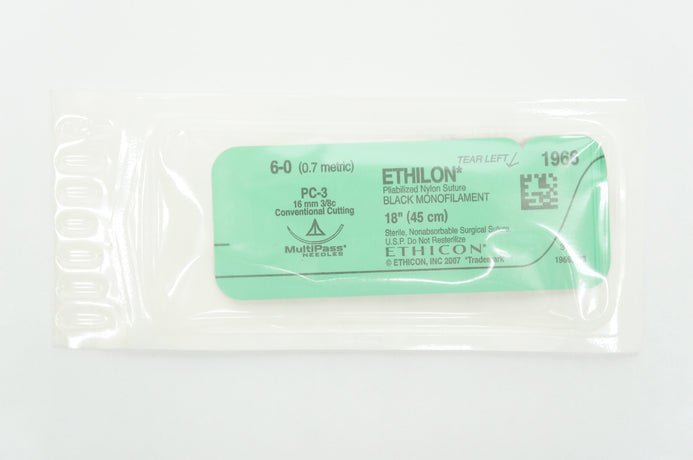 6-0 (0.7 metric)
PC-3
16 mm 3/8c
Conventional Cutting
MultiPass*
NEEDLES
TEAR LEFT
ETHILON*
Pliabilized Nylon Suture
BLACK MONOFILAMENT
18" (45 cm)
Sterile, Nonabsorbable Surgical Suture
U.S.P. Do Not Resterilize
ETHICON*
© ETHICON, INC 2007 *Trademark